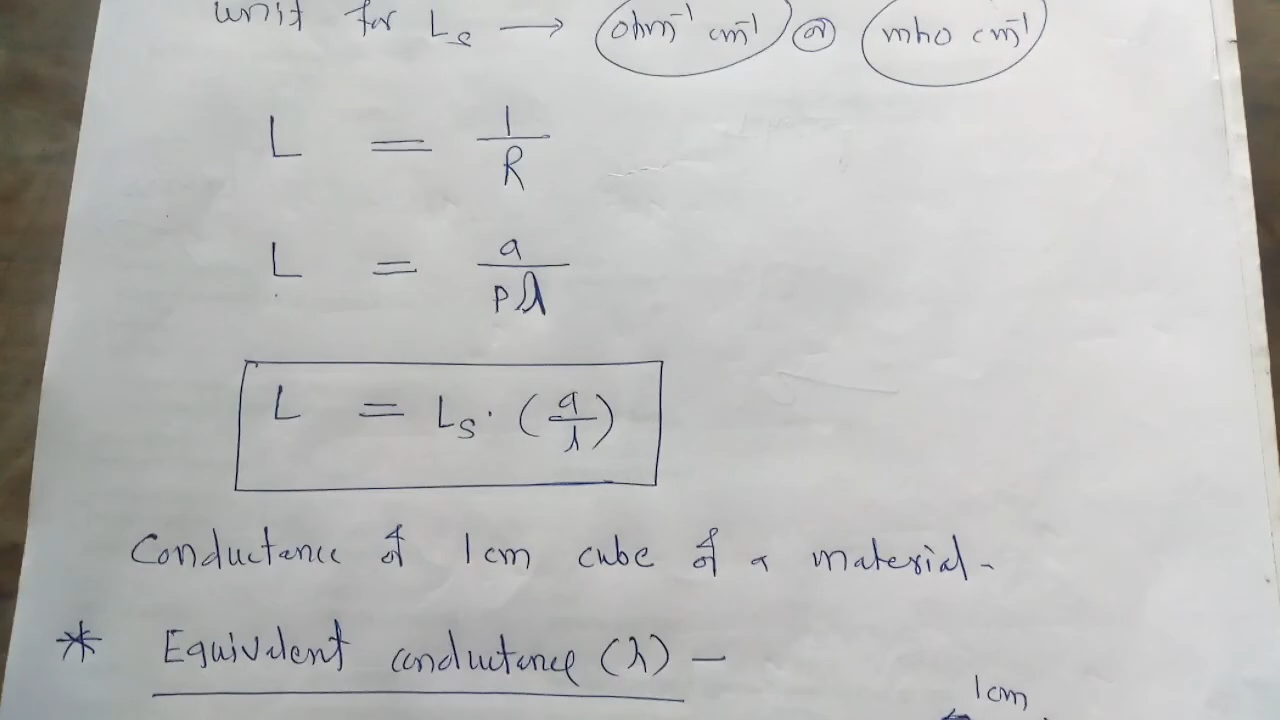 unit for Ls → ohm⁻¹ cm⁻¹ or mho cm⁻¹
L = 1/R
L = a/ρl
L = Ls · (a/l)
Conductance of 1cm cube of a material -
* Equivalent conductance (λ) —
1cm